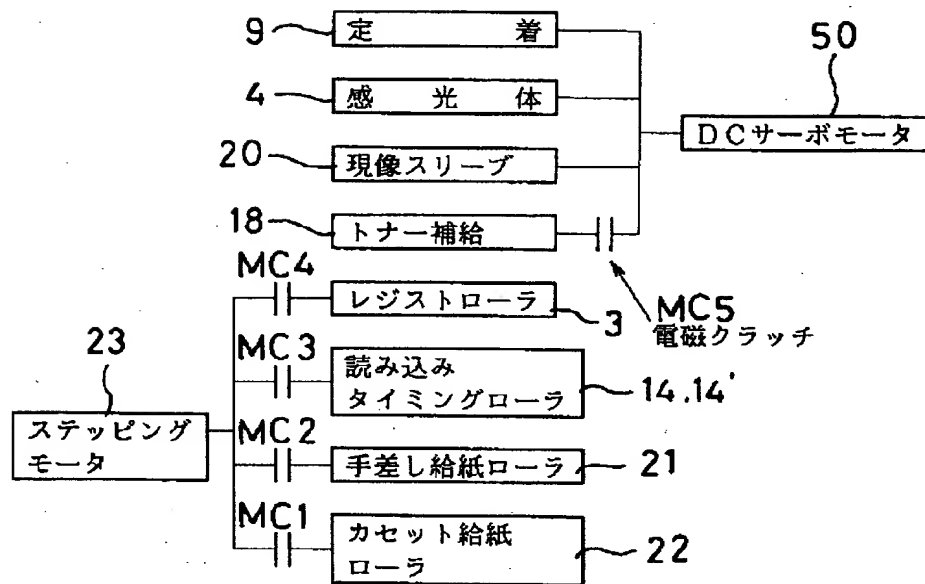 9
定着
50
4
感光体
DCサーボモータ
20
現像スリーブ
18
トナー補給
MC4
レジストローラ
3
MC5
電磁クラッチ
23
MC3
読み込み
タイミングローラ
14.14'
ステッピング
モータ
MC2
手差し給紙ローラ
21
MC1
カセット給紙
ローラ
22